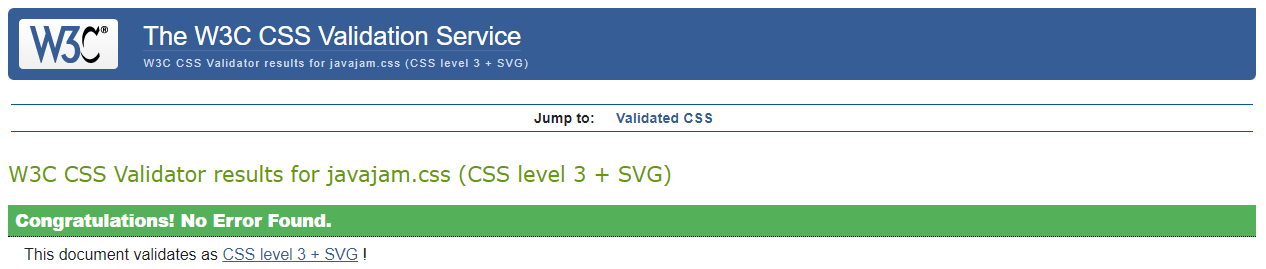 W3C®
The W3C CSS Validation Service
W3C CSS Validator results for javajam.css (CSS level 3 + SVG)
Jump to: Validated CSS
W3C CSS Validator results for javajam.css (CSS level 3 + SVG)
Congratulations! No Error Found.
This document validates as CSS level 3 + SVG !